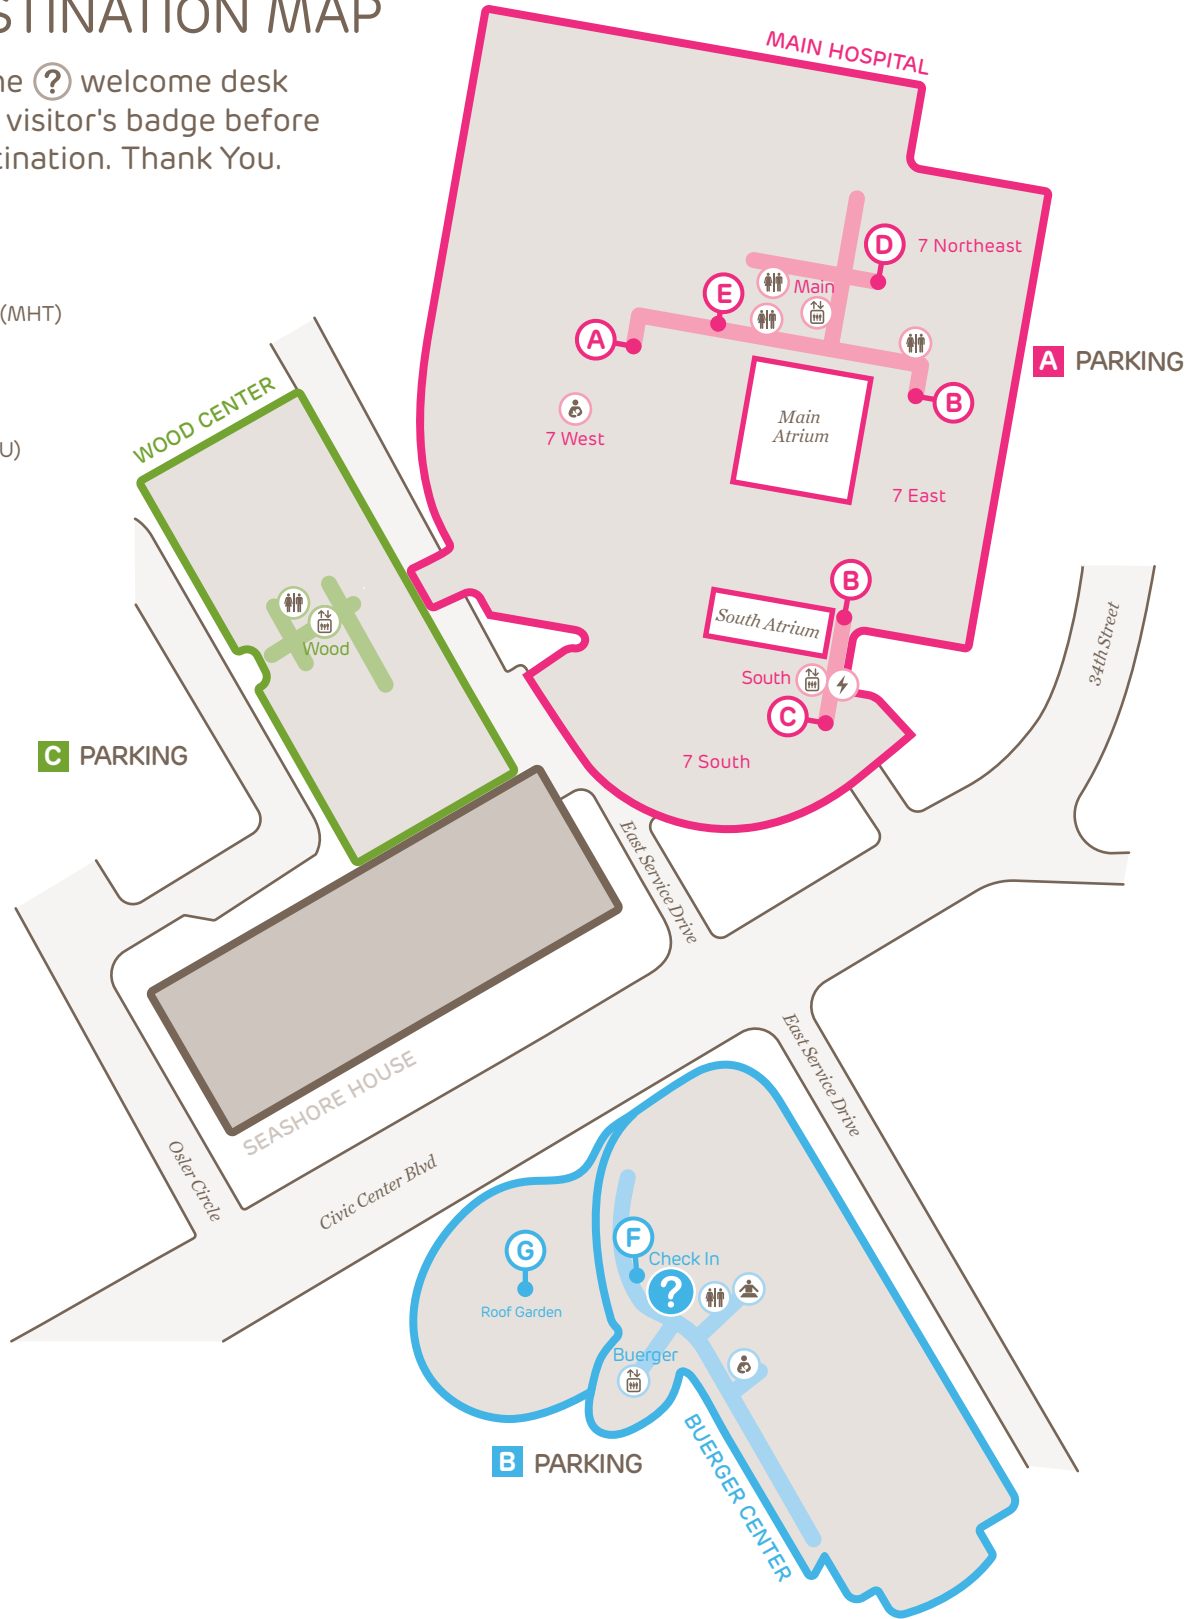 STINATION MAP
ne ? welcome desk
visitor's badge before
tination. Thank You.
(MHT)
U)
MAIN HOSPITAL
D
7 Northeast
E
Main
A
B
A PARKING
7 West
Main
Atrium
7 East
WOOD CENTER
Wood
B
South Atrium
South
C
7 South
34th Street
C PARKING
East Service Drive
SEASHORE HOUSE
East Service Drive
Osler Circle
Civic Center Blvd
G
Roof Garden
F
Check In
?
Buerger
B PARKING
BUERGER CENTER